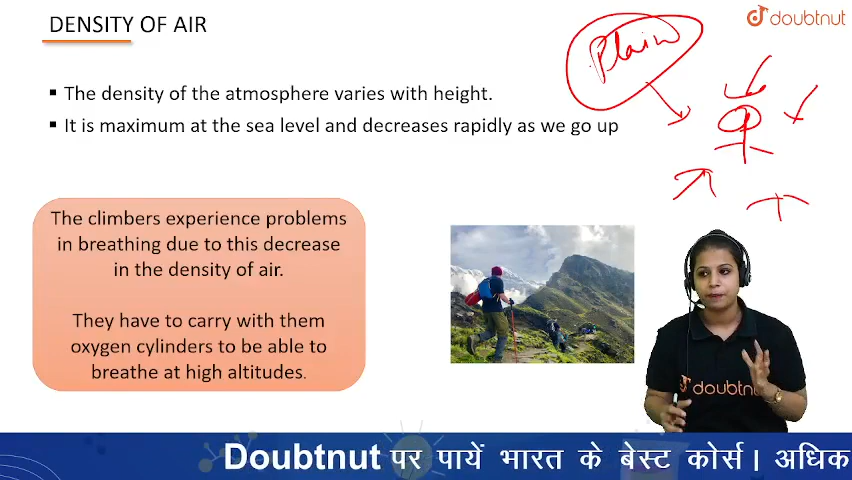 DENSITY OF AIR
doubtnut
Plain
▪ The density of the atmosphere varies with height.
▪ It is maximum at the sea level and decreases rapidly as we go up
The climbers experience problems
in breathing due to this decrease
in the density of air.
They have to carry with them
oxygen cylinders to be able to
breathe at high altitudes.
doubtnut
Doubtnut पर पायें भारत के बेस्ट कोर्स। अधिक